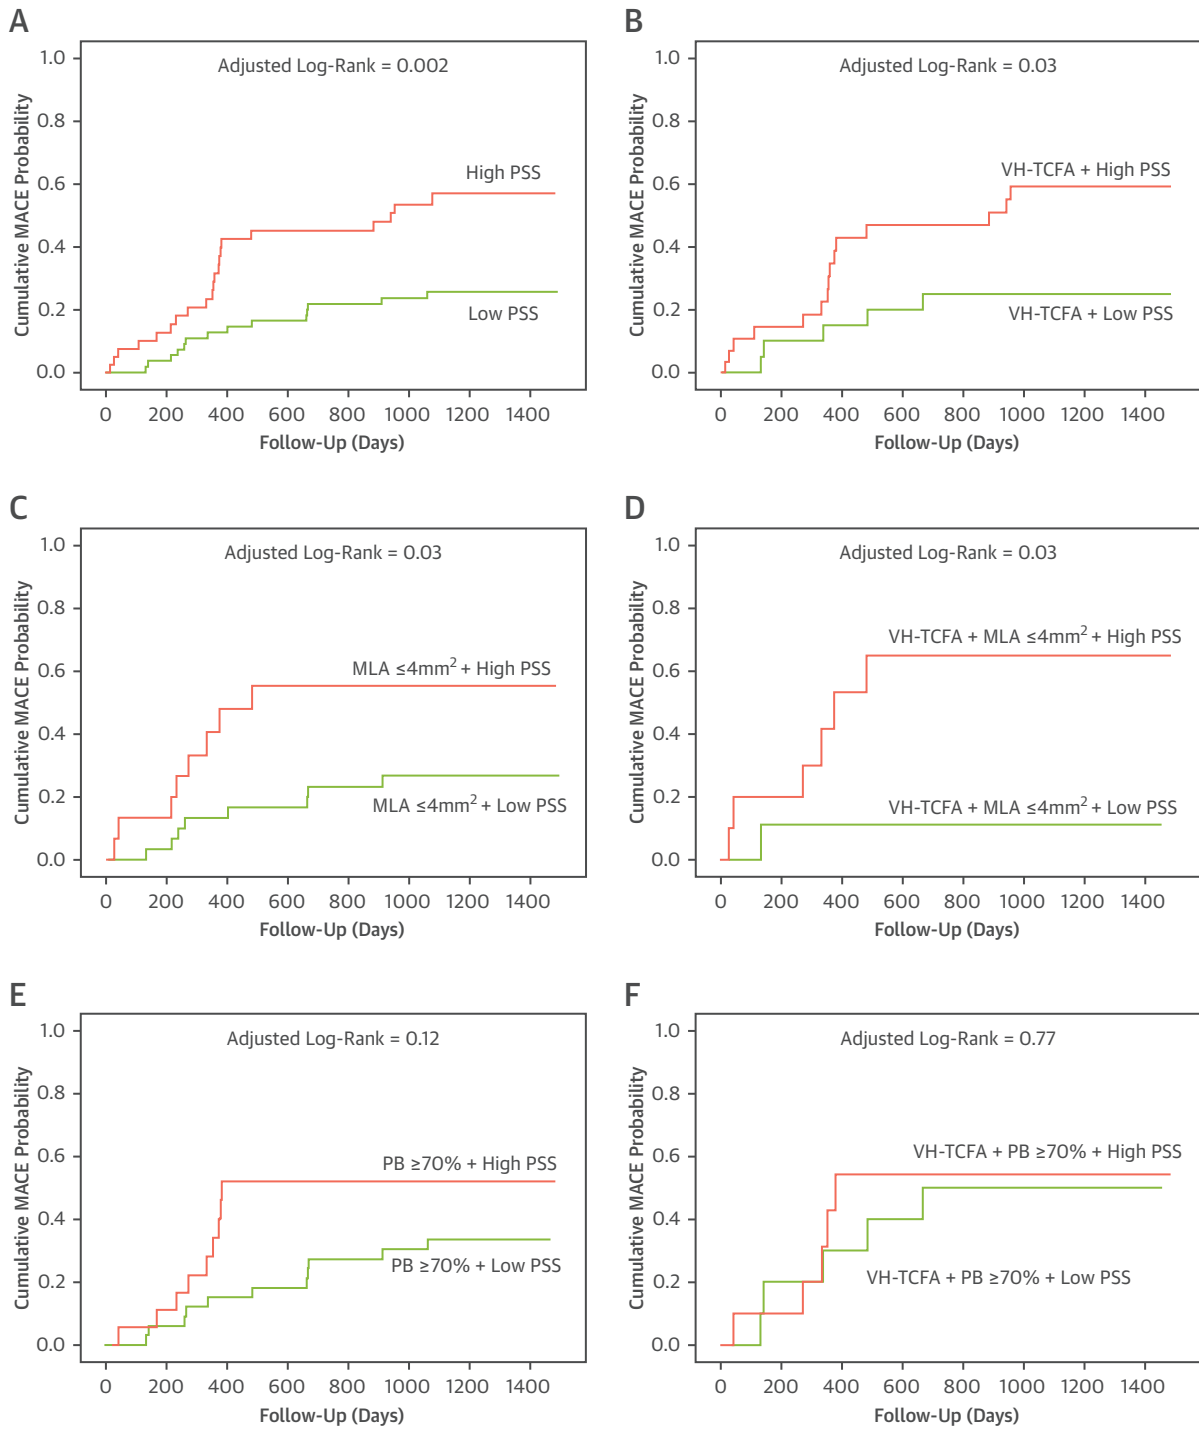 A
Adjusted Log-Rank = 0.002
Cumulative MACE Probability
1.0
0.8
0.6
0.4
0.2
0.0
High PSS
Low PSS
0 200 400 600 800 1000 1200 1400
Follow-Up (Days)
B
Adjusted Log-Rank = 0.03
Cumulative MACE Probability
1.0
0.8
0.6
0.4
0.2
0.0
VH-TCFA + High PSS
VH-TCFA + Low PSS
0 200 400 600 800 1000 1200 1400
Follow-Up (Days)
C
Adjusted Log-Rank = 0.03
Cumulative MACE Probability
1.0
0.8
0.6
0.4
0.2
0.0
MLA ≤4mm² + High PSS
MLA ≤4mm² + Low PSS
0 200 400 600 800 1000 1200 1400
Follow-Up (Days)
D
Adjusted Log-Rank = 0.03
Cumulative MACE Probability
1.0
0.8
0.6
0.4
0.2
0.0
VH-TCFA + MLA ≤4mm² + High PSS
VH-TCFA + MLA ≤4mm² + Low PSS
0 200 400 600 800 1000 1200 1400
Follow-Up (Days)
E
Adjusted Log-Rank = 0.12
Cumulative MACE Probability
1.0
0.8
0.6
0.4
0.2
0.0
PB ≥70% + High PSS
PB ≥70% + Low PSS
0 200 400 600 800 1000 1200 1400
Follow-Up (Days)
F
Adjusted Log-Rank = 0.77
Cumulative MACE Probability
1.0
0.8
0.6
0.4
0.2
0.0
VH-TCFA + PB ≥70% + High PSS
VH-TCFA + PB ≥70% + Low PSS
0 200 400 600 800 1000 1200 1400
Follow-Up (Days)